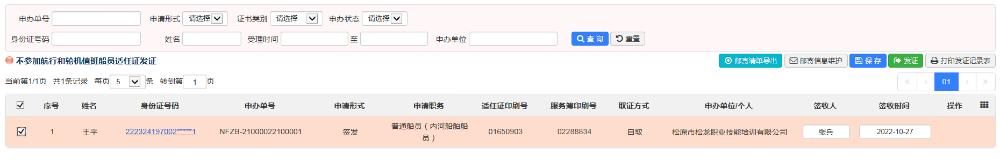 申办单号 申请形式 请选择 证书类别 请选择 申办状态 请选择
身份证号码 姓名 受理时间 至 申办单位 查 询 重置
不参加航行和轮机值班船员适任证发证 邮寄清单导出 邮寄信息维护 保 存 发证 打印发证记录表
当前第1/1页 共1条记录 每页 5 条 转到第 1 页 « ‹ 01 › »
序号 姓名 身份证号码 申办单号 申请形式 申请职务 适任证印刷号 服务簿印刷号 取证方式 申办单位/个人 签收人 签收时间 操作
1 王平 222324197002*****1 NFZB-21000022100001 签发 普通船员（内河船舶船员） 01650903 02288834 自取 松原市松龙职业技能培训有限公司 张兵 2022-10-27